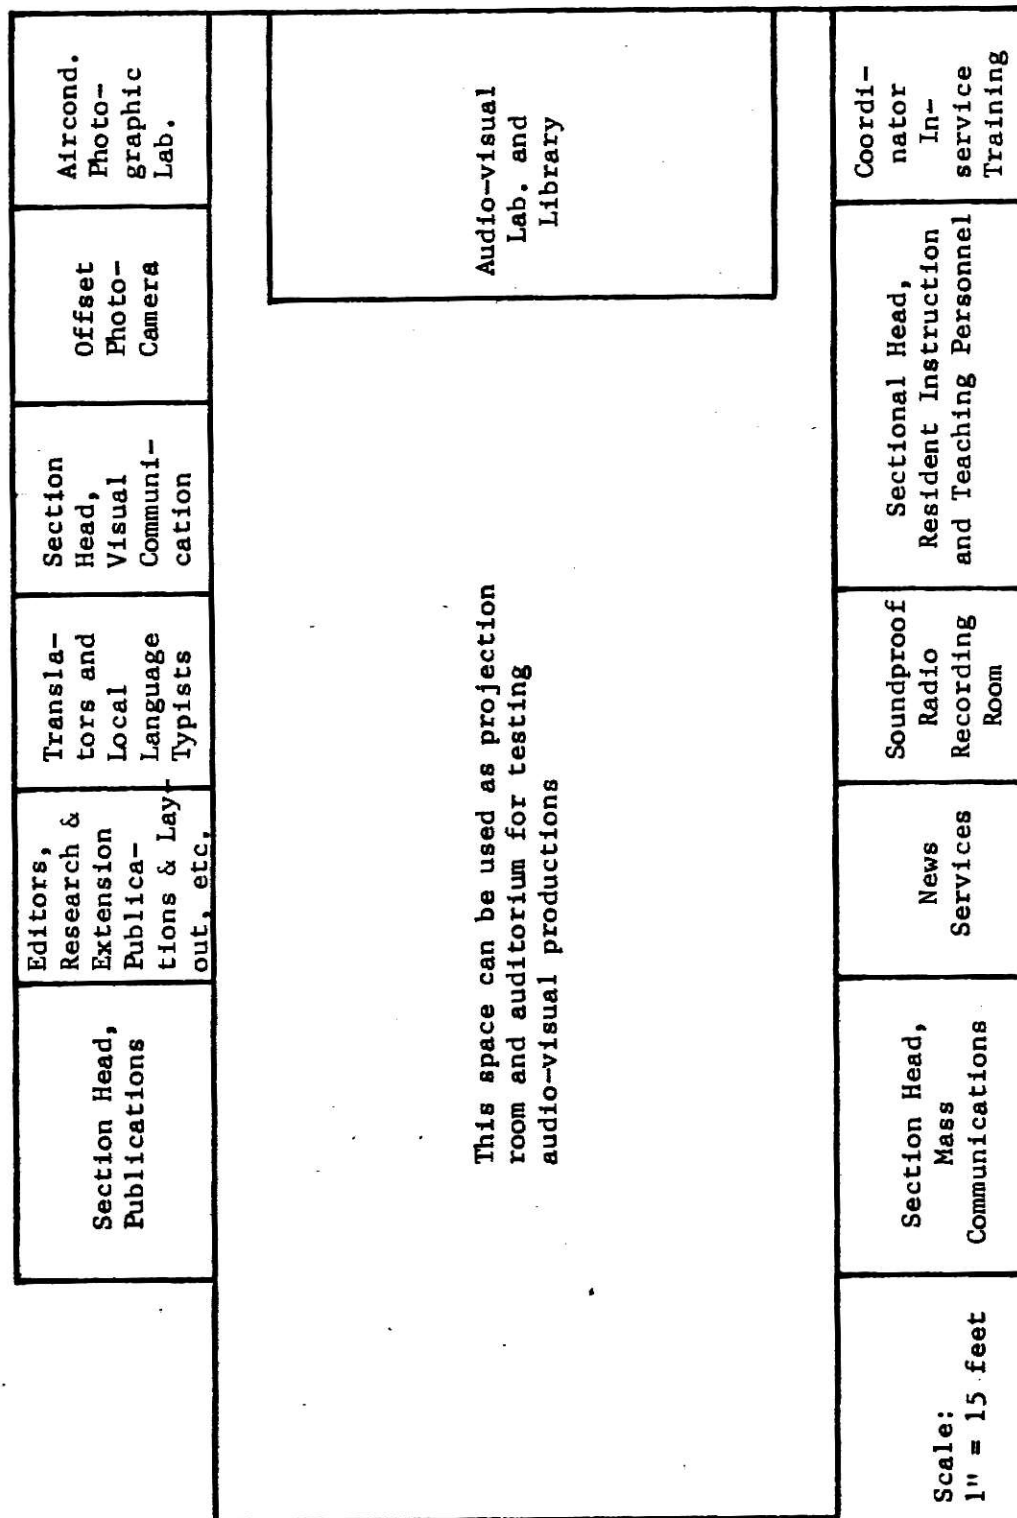 Section Head,
Publications
Editors,
Research &
Extension
Publica-
tions & Lay-
out, etc.
Transla-
tors and
Local
Language
Typists
Section
Head,
Visual
Communi-
cation
Offset
Photo-
Camera
Aircond.
Photo-
graphic
Lab.
This space can be used as projection
room and auditorium for testing
audio-visual productions
Audio-visual
Lab. and
Library
Scale:
1" = 15 feet
Section Head,
Mass
Communications
News
Services
Soundproof
Radio
Recording
Room
Sectional Head,
Resident Instruction
and Teaching Personnel
Coordi-
nator
In-
service
Training